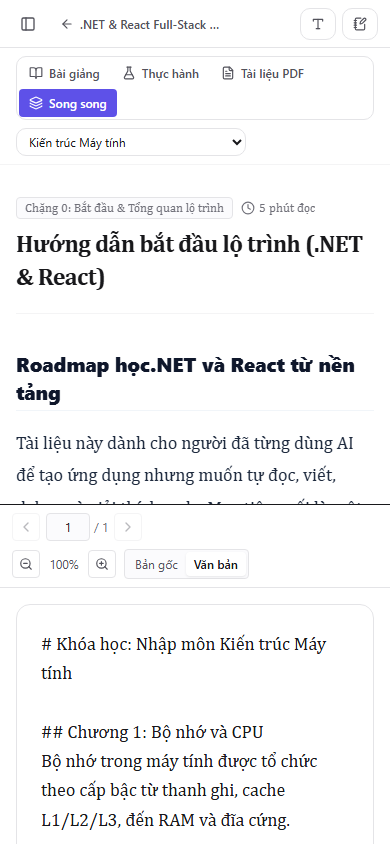 .NET & React Full-Stack ...
Bài giảng
Thực hành
Tài liệu PDF
Song song
Kiến trúc Máy tính
Chặng 0: Bắt đầu & Tổng quan lộ trình
5 phút đọc
Hướng dẫn bắt đầu lộ trình (.NET
& React)
Roadmap học.NET và React từ nền
tảng
Tài liệu này dành cho người đã từng dùng AI
để tạo ứng dụng nhưng muốn tự đọc, viết,
1 / 1
100%
Bản gốc
Văn bản
# Khóa học: Nhập môn Kiến trúc Máy
tính
## Chương 1: Bộ nhớ và CPU
Bộ nhớ trong máy tính được tổ chức
theo cấp bậc từ thanh ghi, cache
L1/L2/L3, đến RAM và đĩa cứng.